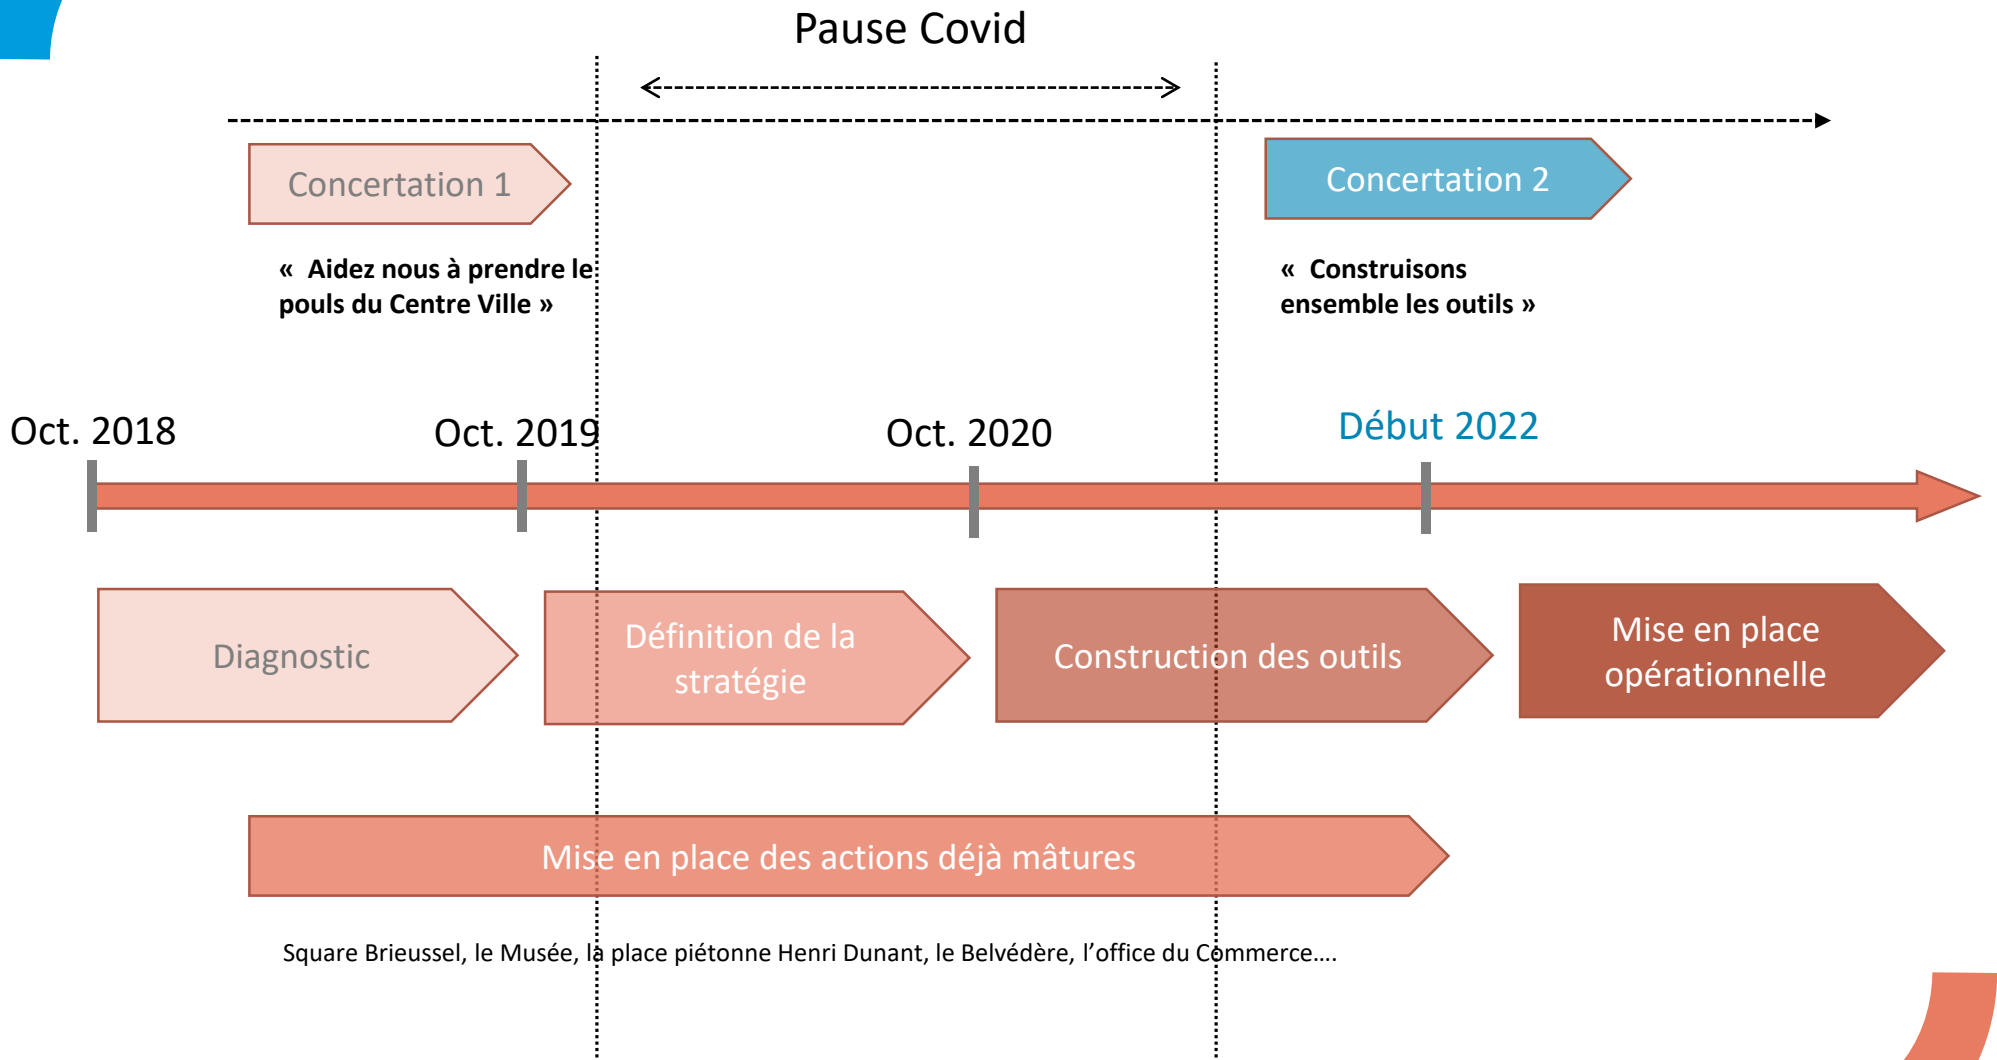 Pause Covid
Concertation 1
Concertation 2
«  Aidez nous à prendre le
pouls du Centre Ville »
«  Construisons
ensemble les outils »
Oct. 2018
Oct. 2019
Oct. 2020
Début 2022
Diagnostic
Définition de la
stratégie
Construction des outils
Mise en place
opérationnelle
Mise en place des actions déjà mâtures
Square Brieussel, le Musée, la place piétonne Henri Dunant, le Belvédère, l’office du Commerce….